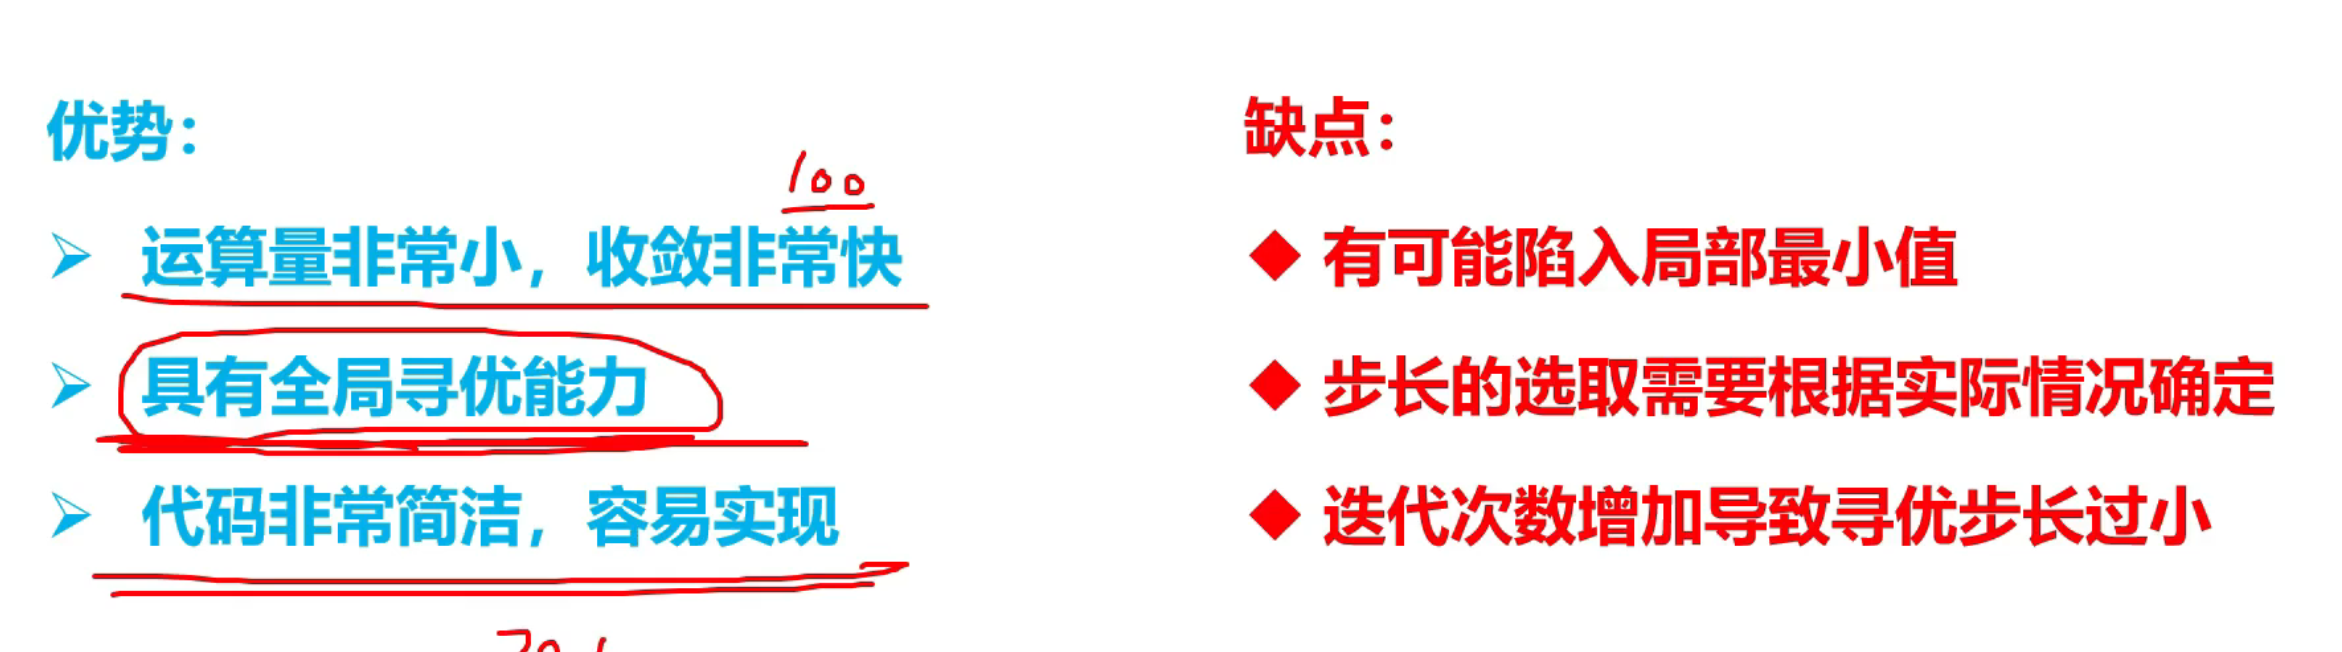 优势：
100
运算量非常小，收敛非常快
具有全局寻优能力
代码非常简洁，容易实现
缺点：
有可能陷入局部最小值
步长的选取需要根据实际情况确定
迭代次数增加导致寻优步长过小